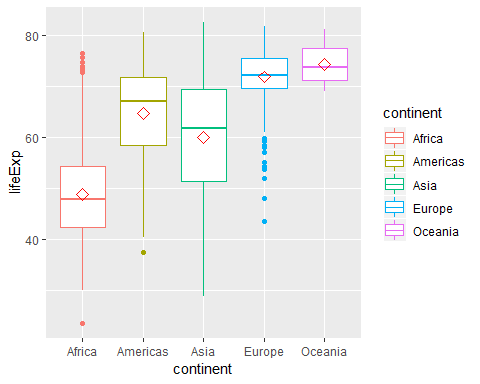 lifeExp
80
60
40
Africa Americas Asia Europe Oceania
continent
continent
Africa
Americas
Asia
Europe
Oceania